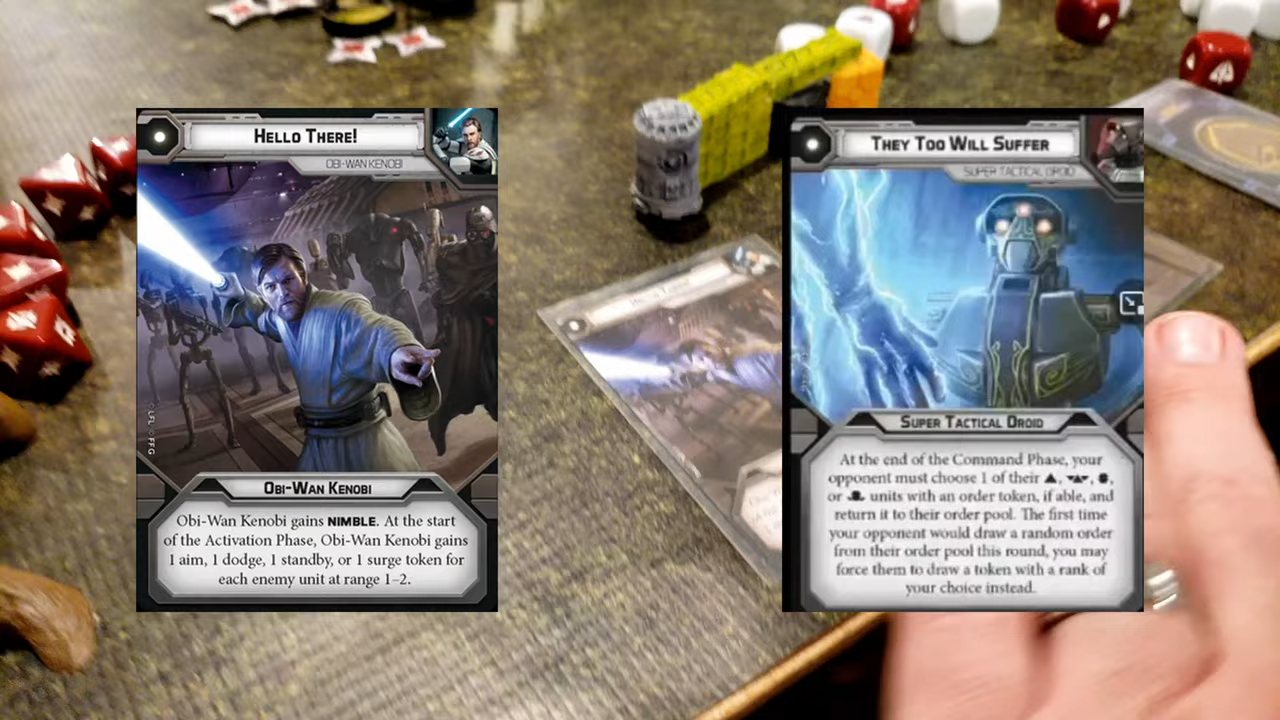 HELLO THERE!
OBI-WAN KENOBI
©LFL ©FFG
OBI-WAN KENOBI
Obi-Wan Kenobi gains NIMBLE. At the start
of the Activation Phase, Obi-Wan Kenobi gains
1 aim, 1 dodge, 1 standby, or 1 surge token for
each enemy unit at range 1–2.
THEY TOO WILL SUFFER
SUPER TACTICAL DROID
SUPER TACTICAL DROID
At the end of the Command Phase, your
opponent must choose 1 of their
or units with an order token, if able, and
return it to their order pool. The first time
your opponent would draw a random order
from their order pool this round, you may
force them to draw a token with a rank of
your choice instead.